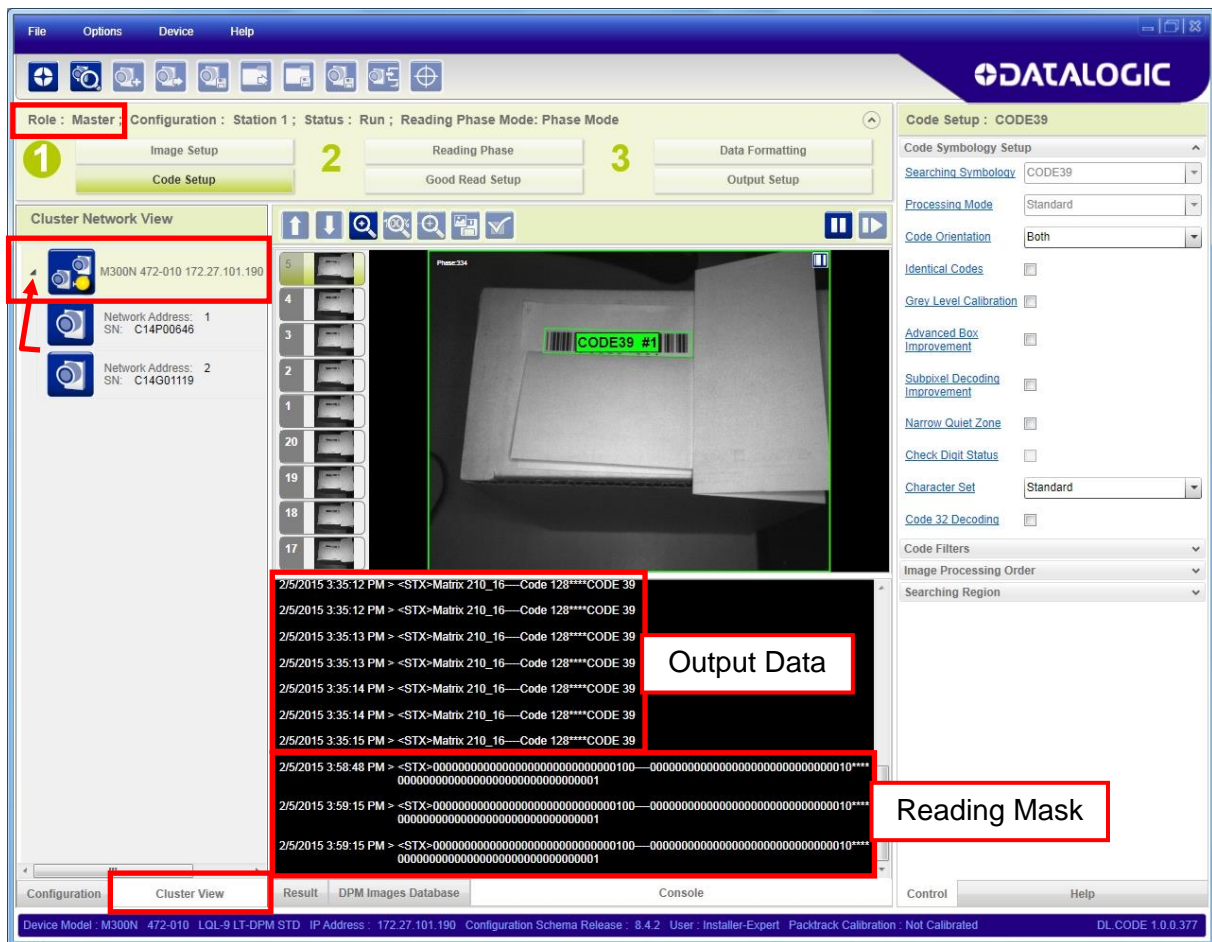 File Options Device Help
DATALOGIC
Role : Master ; Configuration : Station 1 ; Status : Run ; Reading Phase Mode: Phase Mode
1 Image Setup 2 Reading Phase 3 Data Formatting
Code Setup Good Read Setup Output Setup
Cluster Network View
M300N 472-010 172.27.101.190
Network Address: 1
SN: C14P00646
Network Address: 2
SN: C14G01119
100%
5
4
3
2
1
20
19
18
17
Phase:334
CODE39 #1
2/5/2015 3:35:12 PM > <STX>Matrix 210_16----Code 128****CODE 39
2/5/2015 3:35:12 PM > <STX>Matrix 210_16----Code 128****CODE 39
2/5/2015 3:35:13 PM > <STX>Matrix 210_16----Code 128****CODE 39
2/5/2015 3:35:13 PM > <STX>Matrix 210_16----Code 128****CODE 39
2/5/2015 3:35:14 PM > <STX>Matrix 210_16----Code 128****CODE 39
2/5/2015 3:35:14 PM > <STX>Matrix 210_16----Code 128****CODE 39
2/5/2015 3:35:15 PM > <STX>Matrix 210_16----Code 128****CODE 39
Output Data
2/5/2015 3:58:48 PM > <STX>00000000000000000000000000000100----00000000000000000000000000000010****
00000000000000000000000000000001
2/5/2015 3:59:15 PM > <STX>00000000000000000000000000000100----00000000000000000000000000000010****
00000000000000000000000000000001
2/5/2015 3:59:15 PM > <STX>00000000000000000000000000000100----00000000000000000000000000000010****
00000000000000000000000000000001
Reading Mask
Code Setup : CODE39
Code Symbology Setup
Searching Symbology CODE39
Processing Mode Standard
Code Orientation Both
Identical Codes
Grey Level Calibration
Advanced Box
Improvement
Subpixel Decoding
Improvement
Narrow Quiet Zone
Check Digit Status
Character Set Standard
Code 32 Decoding
Code Filters
Image Processing Order
Searching Region
Configuration Cluster View Result DPM Images Database Console Control Help
Device Model : M300N 472-010 LQL-9 LT-DPM STD IP Address : 172.27.101.190 Configuration Schema Release : 8.4.2 User : Installer-Expert Packtrack Calibration : Not Calibrated DL.CODE 1.0.0.377